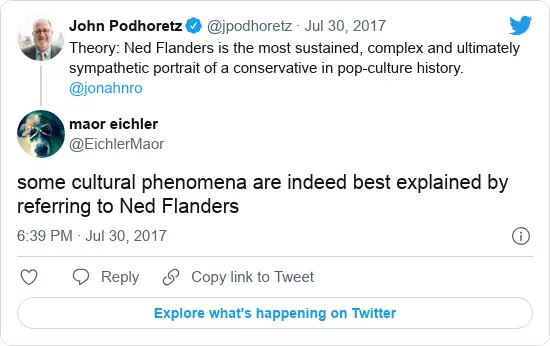 John Podhoretz @jpodhoretz · Jul 30, 2017
Theory: Ned Flanders is the most sustained, complex and ultimately
sympathetic portrait of a conservative in pop-culture history.
@jonahnro
maor eichler
@EichlerMaor
some cultural phenomena are indeed best explained by
referring to Ned Flanders
6:39 PM · Jul 30, 2017
Reply Copy link to Tweet
Explore what's happening on Twitter